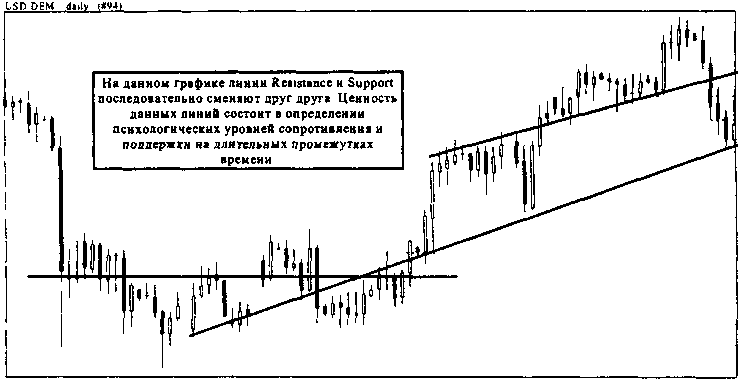 USD DEM daily (#94)
На данном графике линии Resistance и Support
последовательно сменяют друг друга Ценность
данных линий состоит в определении
психологических уровней сопротивления и
поддержки на длительных промежутках
времени